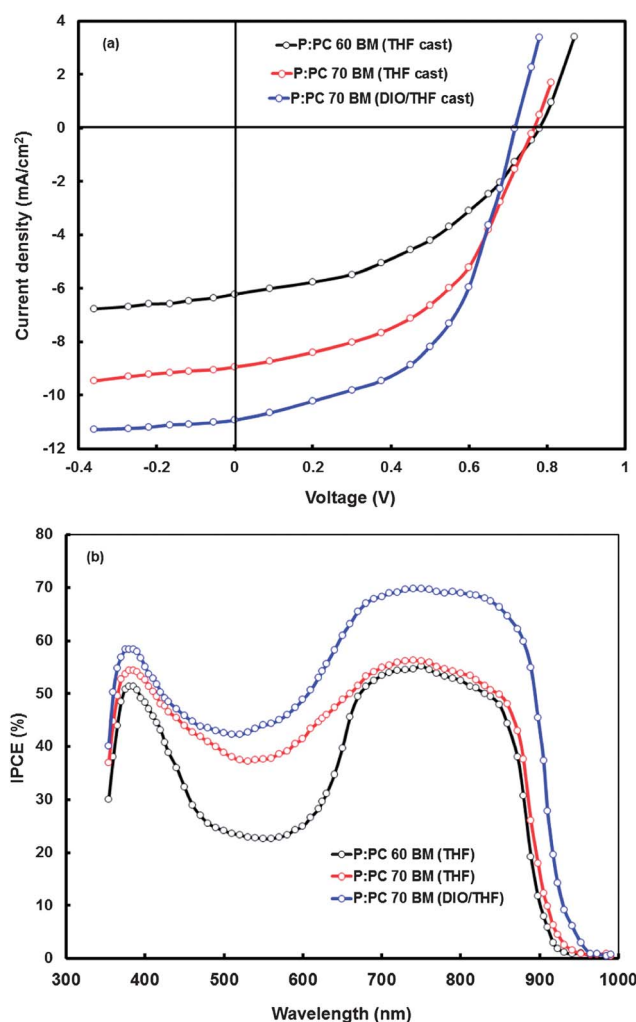 (a)
P:PC 60 BM (THF cast)
P:PC 70 BM (THF cast)
P:PC 70 BM (DIO/THF cast)
Current density (mA/cm²)
4
2
0
-2
-4
-6
-8
-10
-12
-0.4
-0.2
0
0.2
0.4
0.6
0.8
1
Voltage (V)
(b)
IPCE (%)
80
70
60
50
40
30
20
10
0
P:PC 60 BM (THF)
P:PC 70 BM (THF)
P:PC 70 BM (DIO/THF)
300
400
500
600
700
800
900
1000
Wavelength (nm)